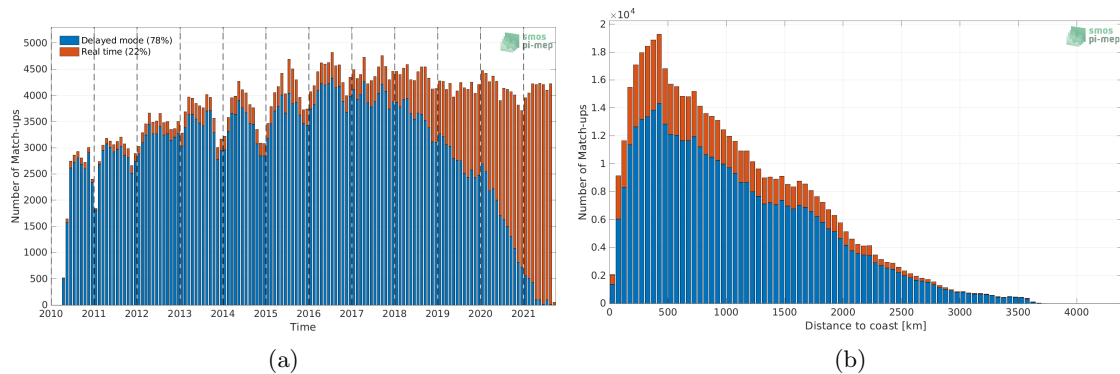 Delayed mode (78%)
Real time (22%)
smos
pi-mep
Number of Match-ups
5000
4500
4000
3500
3000
2500
2000
1500
1000
500
0
2010 2011 2012 2013 2014 2015 2016 2017 2018 2019 2020 2021
Time
(a)
×10⁴
smos
pi-mep
Number of Match-ups
2
1.8
1.6
1.4
1.2
1
0.8
0.6
0.4
0.2
0
0 500 1000 1500 2000 2500 3000 3500 4000
Distance to coast [km]
(b)